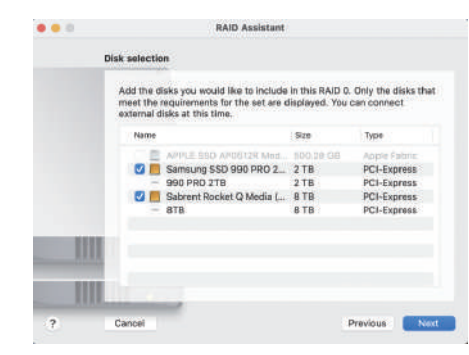 RAID Assistant
Disk selection
Add the disks you would like to include in this RAID 0. Only the disks that
meet the requirements for the set are displayed. You can connect
external disks at this time.
Name Size Type
APPLE SSD AP0512R Med... 500.28 GB Apple Fabric
Samsung SSD 990 PRO 2... 2 TB PCI-Express
990 PRO 2TB 2 TB PCI-Express
Sabrent Rocket Q Media (... 8 TB PCI-Express
8TB 8 TB PCI-Express
? Cancel Previous Next